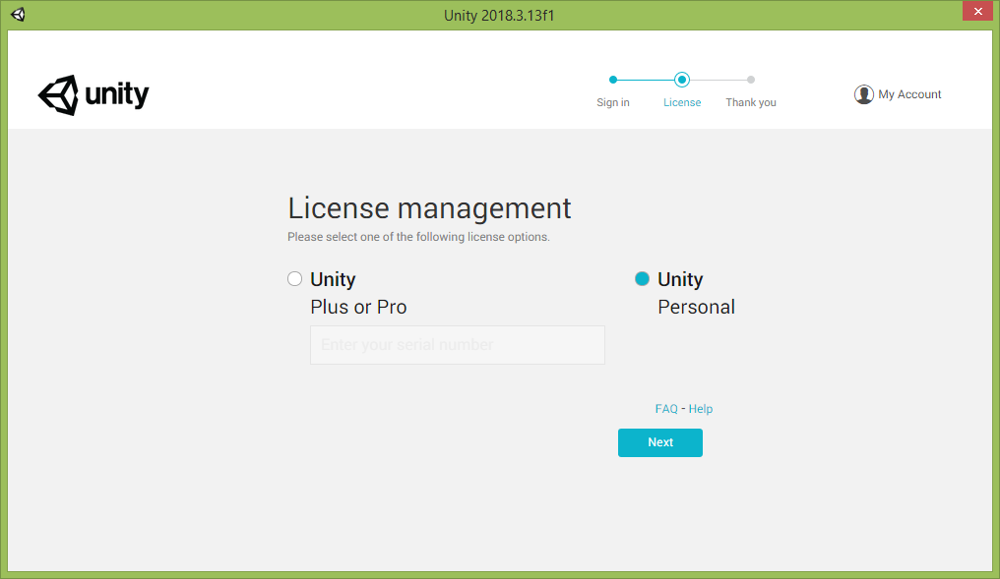 Unity 2018.3.13f1
unity
Sign in
License
Thank you
My Account
License management
Please select one of the following license options.
Unity
Plus or Pro
Enter your serial number
Unity
Personal
FAQ - Help
Next